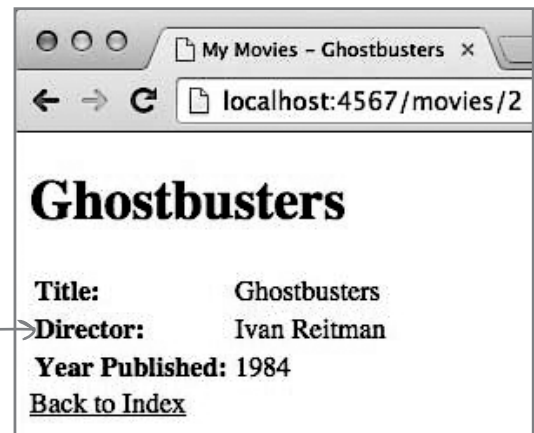 My Movies – Ghostbusters ×
localhost:4567/movies/2
Ghostbusters
Title: Ghostbusters
Director: Ivan Reitman
Year Published: 1984
Back to Index